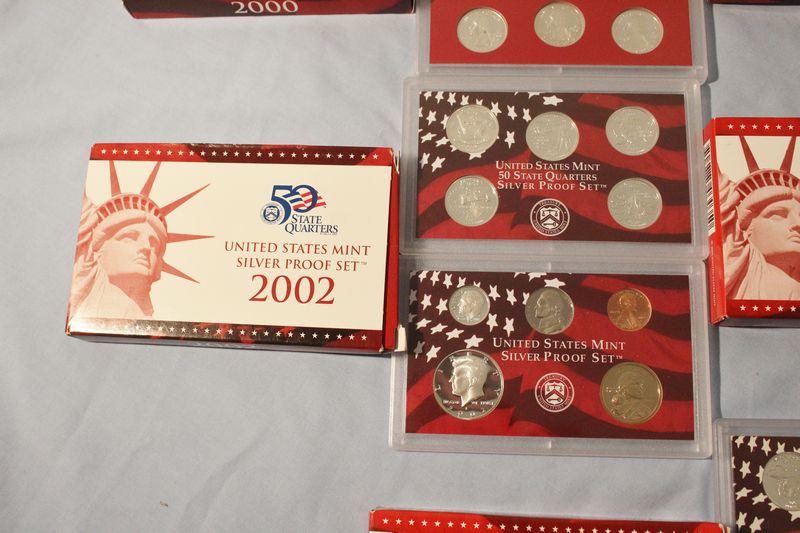 2000
50
STATE
QUARTERS
UNITED STATES MINT
SILVER PROOF SET™
2002
UNITED STATES MINT
50 STATE QUARTERS
SILVER PROOF SET™
UNITED STATES MINT
SILVER PROOF SET™